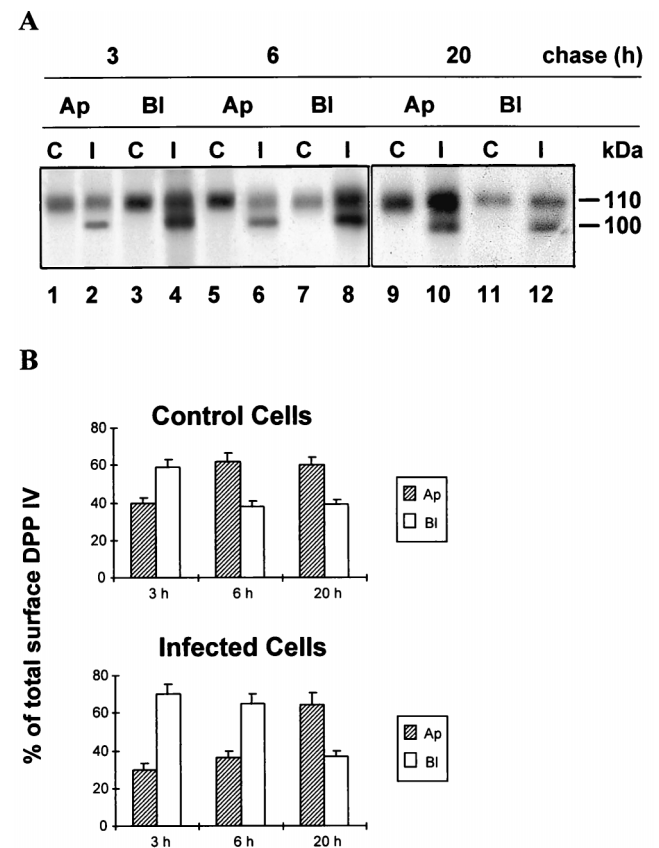 A
3 6 20 chase (h)
Ap Bl Ap Bl Ap Bl
C I C I C I C I C I C I kDa
110
100
1 2 3 4 5 6 7 8 9 10 11 12
B
Control Cells
80
60
40
20
0
3 h 6 h 20 h
Ap
Bl
% of total surface DPP IV
Infected Cells
80
60
40
20
0
3 h 6 h 20 h
Ap
Bl